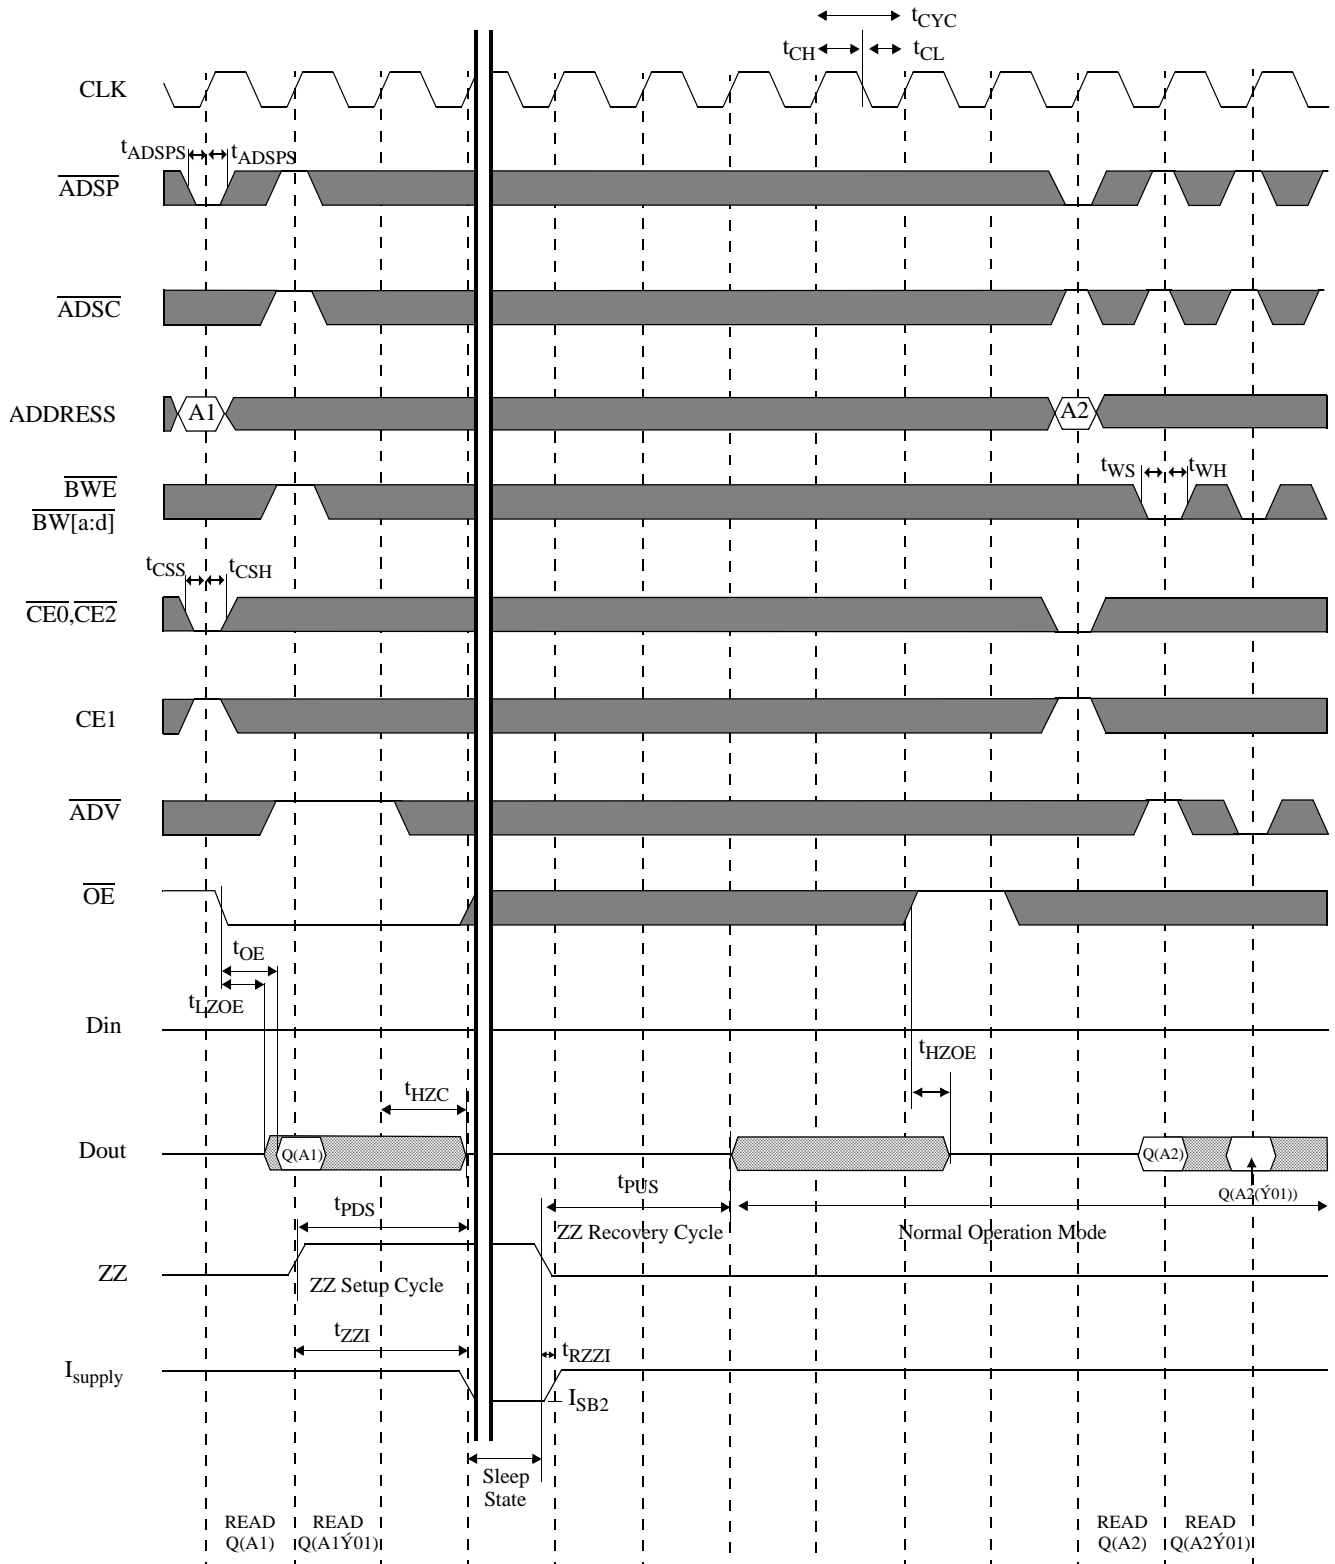 tCYC
tCH
tCL
CLK
tADSPS
tADSPS
ADSP
ADSC
ADDRESS
A1
A2
tWS
tWH
BWE
BW[a:d]
tCSS
tCSH
CE0,CE2
CE1
ADV
OE
tOE
tLZOE
Din
tHZOE
tHZC
Dout
Q(A1)
Q(A2)
Q(A2(Ý01))
tPUS
tPDS
ZZ Recovery Cycle
Normal Operation Mode
ZZ
ZZ Setup Cycle
tZZI
tRZZI
Isupply
ISB2
Sleep
State
READ
Q(A1)
READ
Q(A1Ý01)
READ
Q(A2)
READ
Q(A2Ý01)